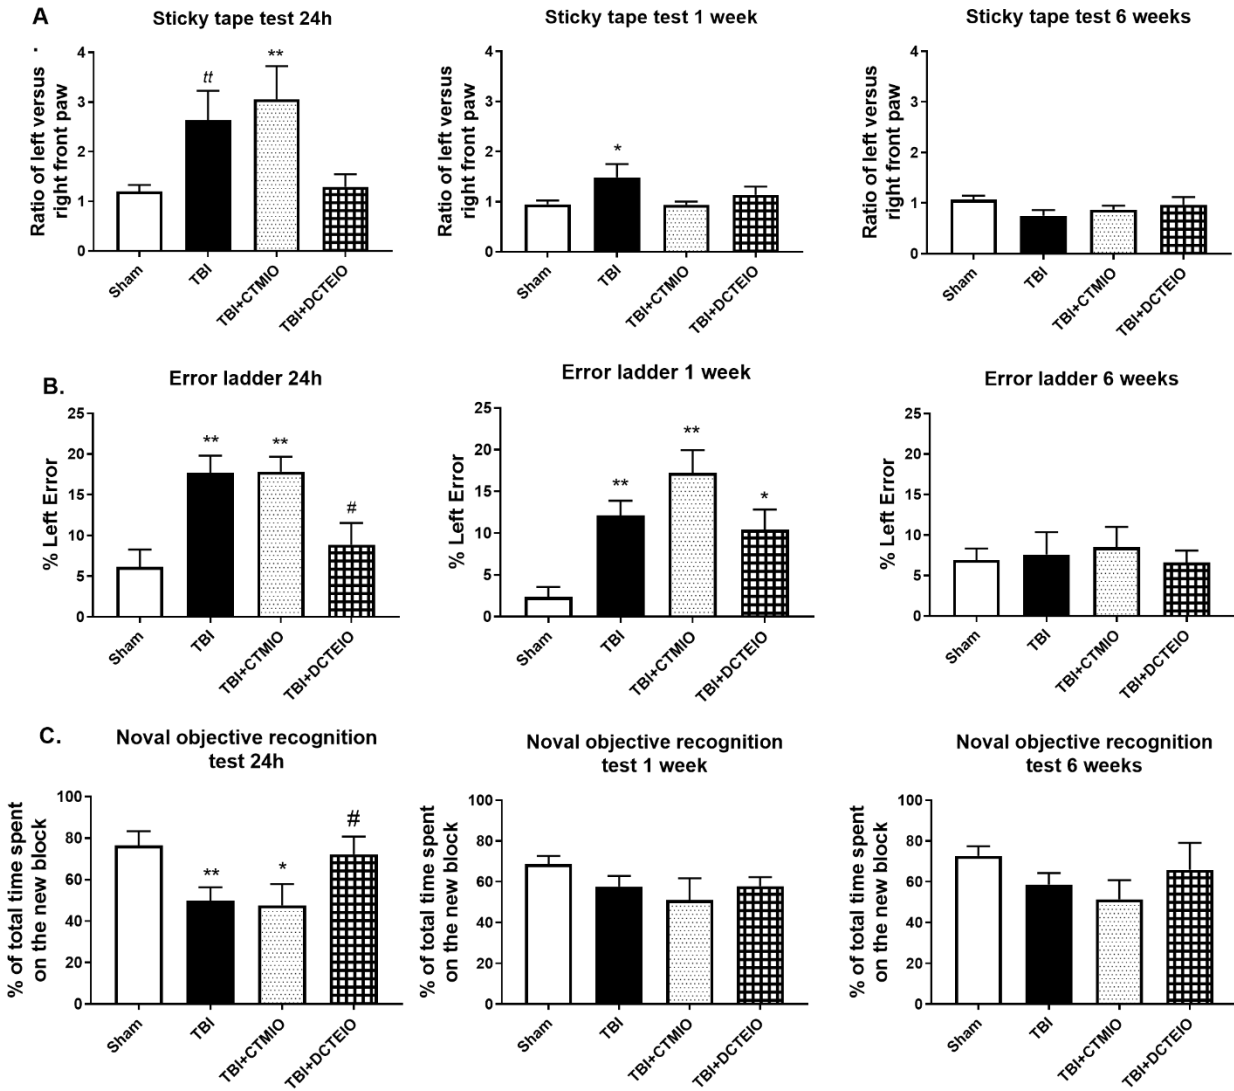 A
.
Sticky tape test 24h
Ratio of left versus
right front paw
4
3
2
1
0
tt
**
Sham
TBI
TBI+CTMIO
TBI+DCTEIO
Sticky tape test 1 week
Ratio of left versus
right front paw
4
3
2
1
0
*
Sham
TBI
TBI+CTMIO
TBI+DCTEIO
Sticky tape test 6 weeks
Ratio of left versus
right front paw
4
3
2
1
0
Sham
TBI
TBI+CTMIO
TBI+DCTEIO
B.
Error ladder 24h
% Left Error
25
20
15
10
5
0
**
**
#
Sham
TBI
TBI+CTMIO
TBI+DCTEIO
Error ladder 1 week
% Left Error
25
20
15
10
5
0
**
**
*
Sham
TBI
TBI+CTMIO
TBI+DCTEIO
Error ladder 6 weeks
% Left Error
25
20
15
10
5
0
Sham
TBI
TBI+CTMIO
TBI+DCTEIO
C.
Noval objective recognition
test 24h
% of total time spent
on the new block
100
80
60
40
20
0
**
*
#
Sham
TBI
TBI+CTMIO
TBI+DCTEIO
Noval objective recognition
test 1 week
% of total time spent
on the new block
100
80
60
40
20
0
Sham
TBI
TBI+CTMIO
TBI+DCTEIO
Noval objective recognition
test 6 weeks
% of total time spent
on the new block
100
80
60
40
20
0
Sham
TBI
TBI+CTMIO
TBI+DCTEIO